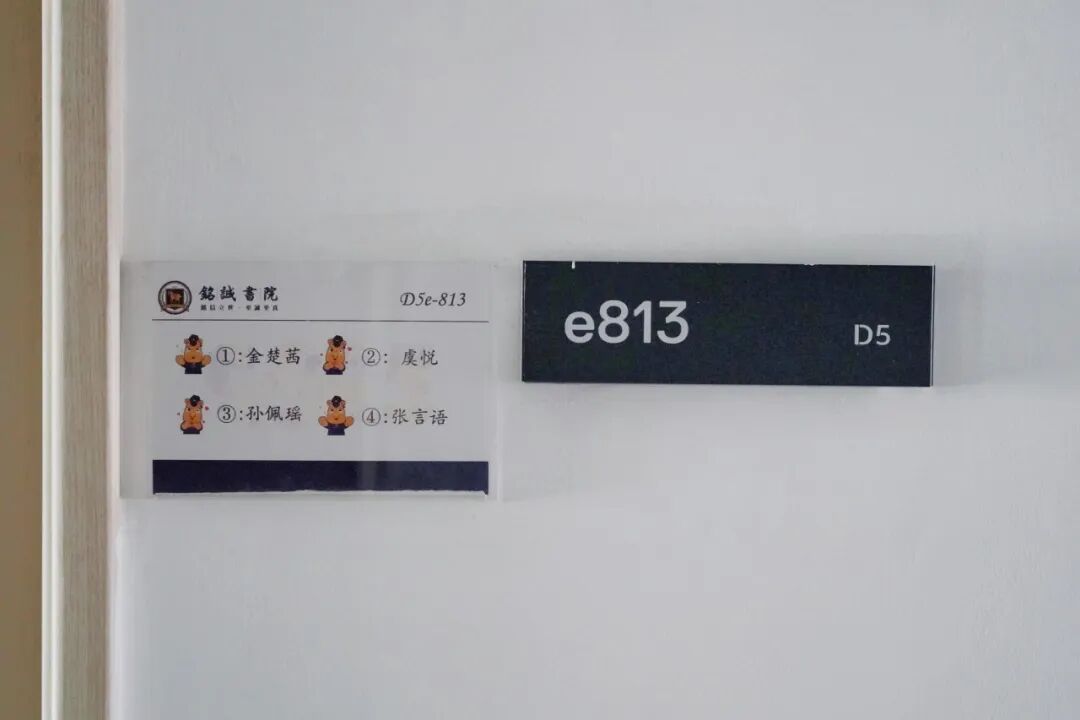 銘誠書院
D5e-813
①:金楚茜 ②: 虞悦
③:孙佩瑶 ④:张言语
e813
D5